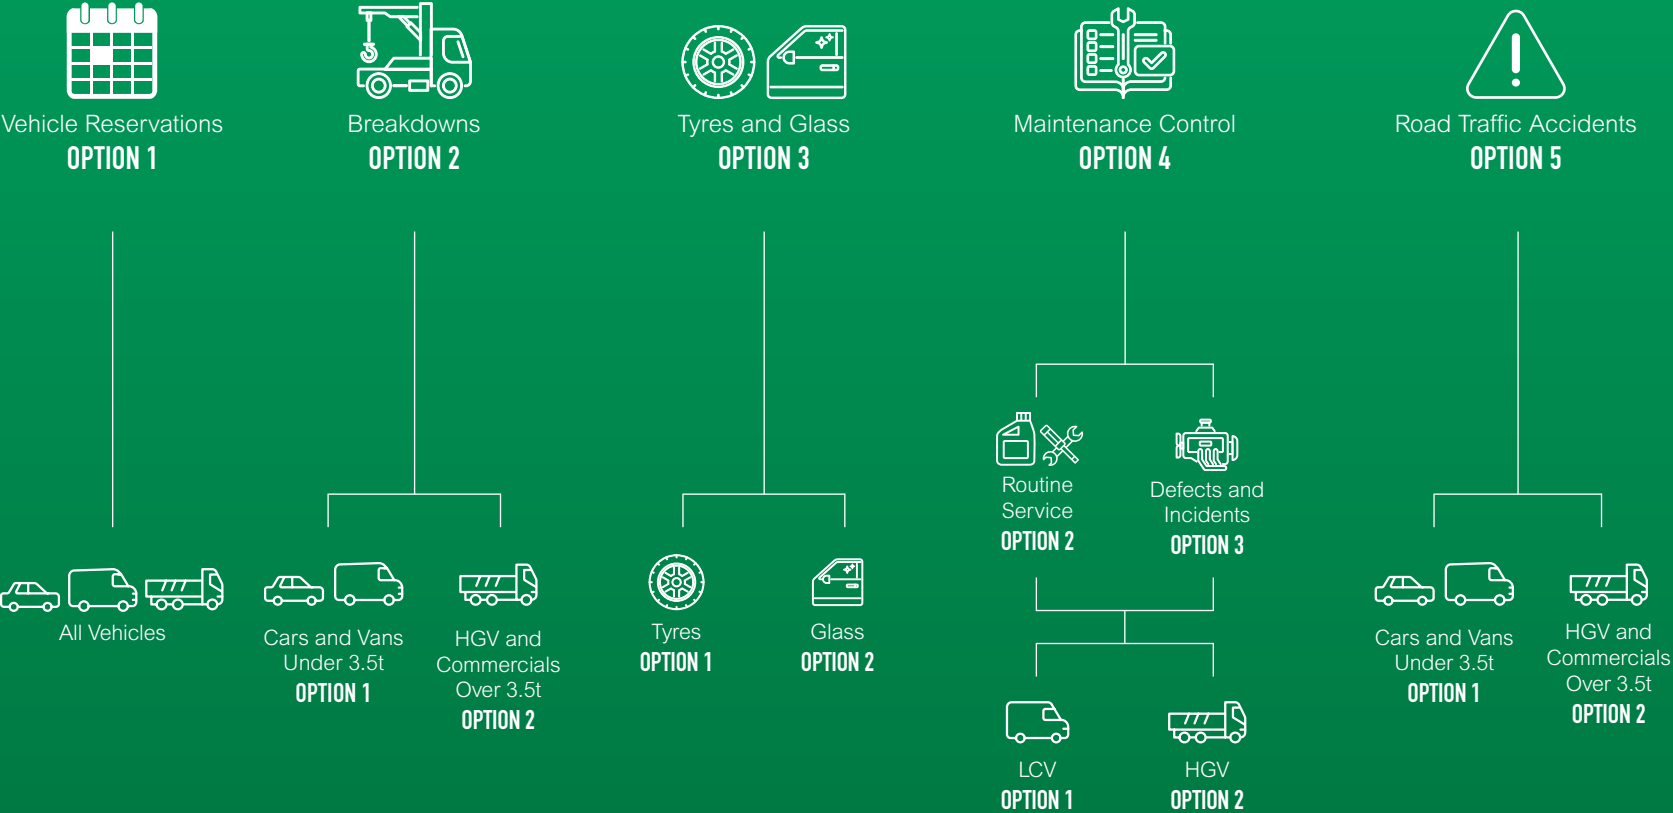 Vehicle Reservations
OPTION 1
Breakdowns
OPTION 2
Tyres and Glass
OPTION 3
Maintenance Control
OPTION 4
Road Traffic Accidents
OPTION 5
All Vehicles
Cars and Vans
Under 3.5t
OPTION 1
HGV and
Commercials
Over 3.5t
OPTION 2
Tyres
OPTION 1
Glass
OPTION 2
Routine
Service
OPTION 2
Defects and
Incidents
OPTION 3
LCV
OPTION 1
HGV
OPTION 2
Cars and Vans
Under 3.5t
OPTION 1
HGV and
Commercials
Over 3.5t
OPTION 2